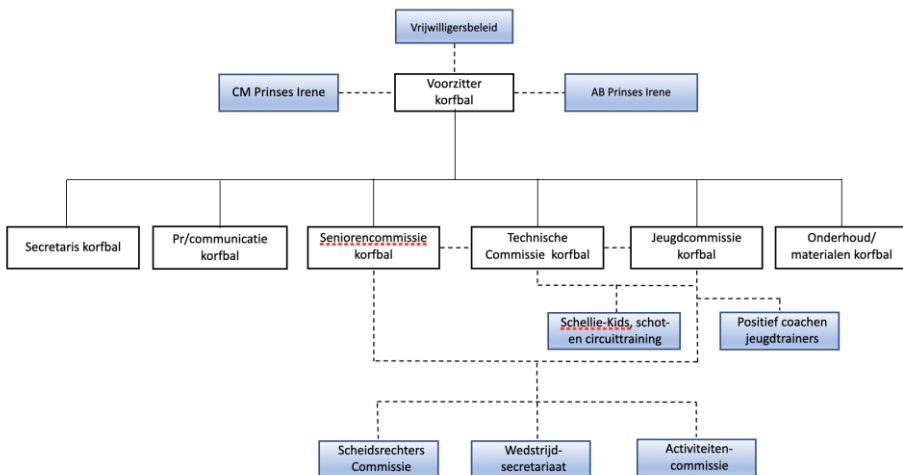 Vrijwilligersbeleid
CM Prinses Irene
Voorzitter
korfbal
AB Prinses Irene
Secretaris korfbal
Pr/communicatie
korfbal
Seniorencommissie
korfbal
Technische
Commissie korfbal
Jeugdcommissie
korfbal
Onderhoud/
materialen korfbal
Schellie-Kids, schot-
en circuittraining
Positief coachen
jeugdtrainers
Scheidsrechters
Commissie
Wedstrijd-
secretariaat
Activiteiten-
commissie